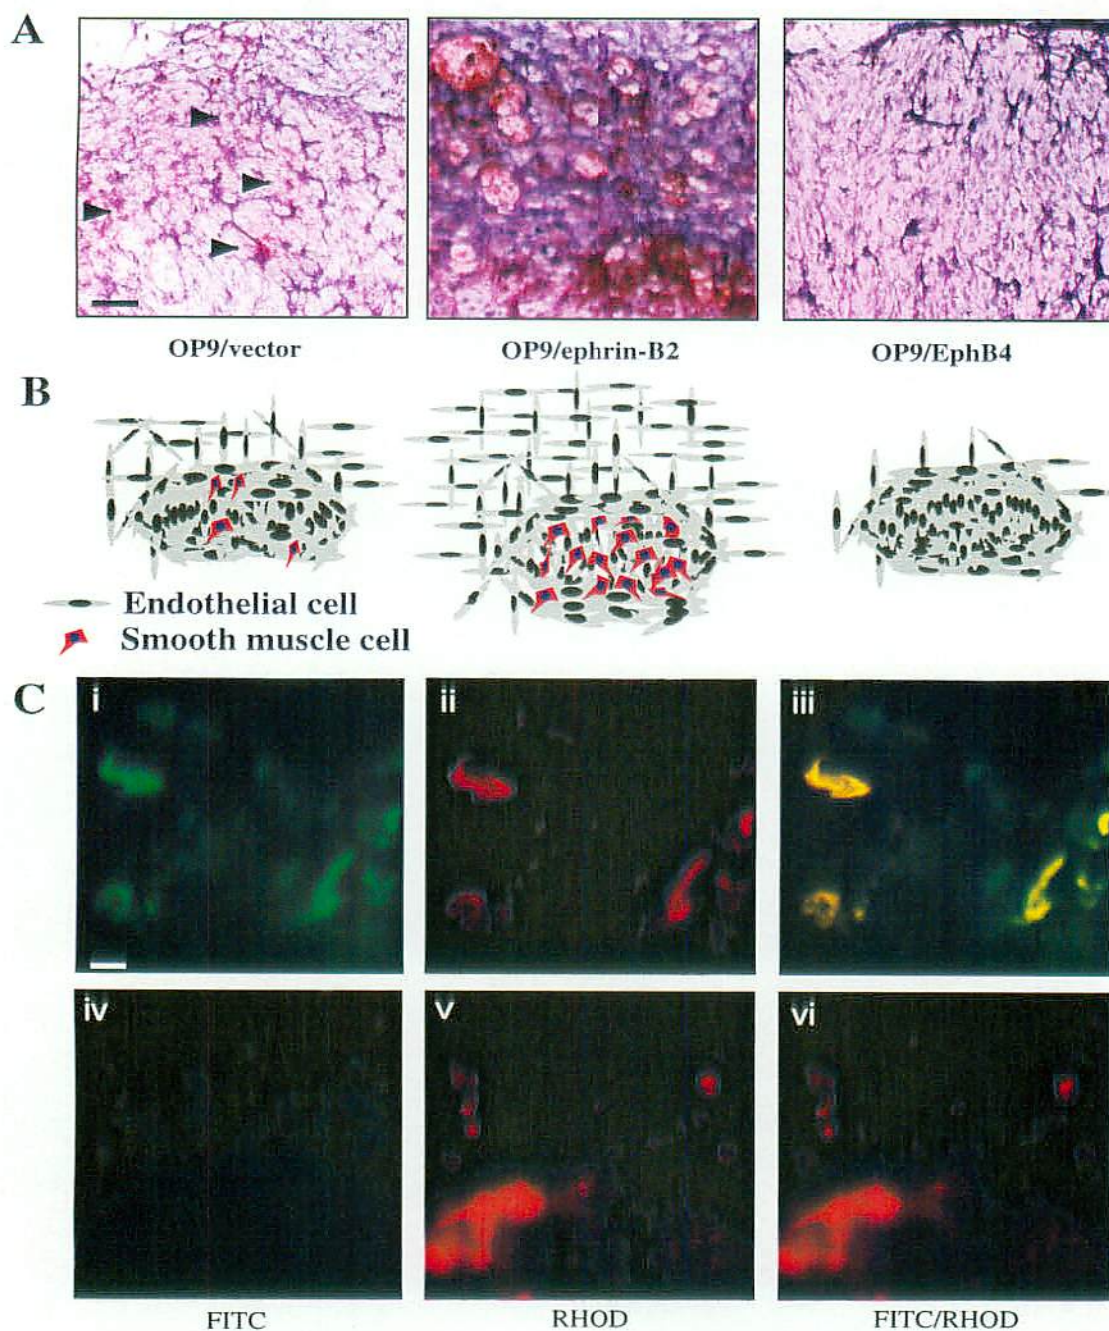 A
OP9/vector
OP9/ephrin-B2
OP9/EphB4
B
Endothelial cell
Smooth muscle cell
C
i
ii
iii
iv
v
vi
FITC
RHOD
FITC/RHOD